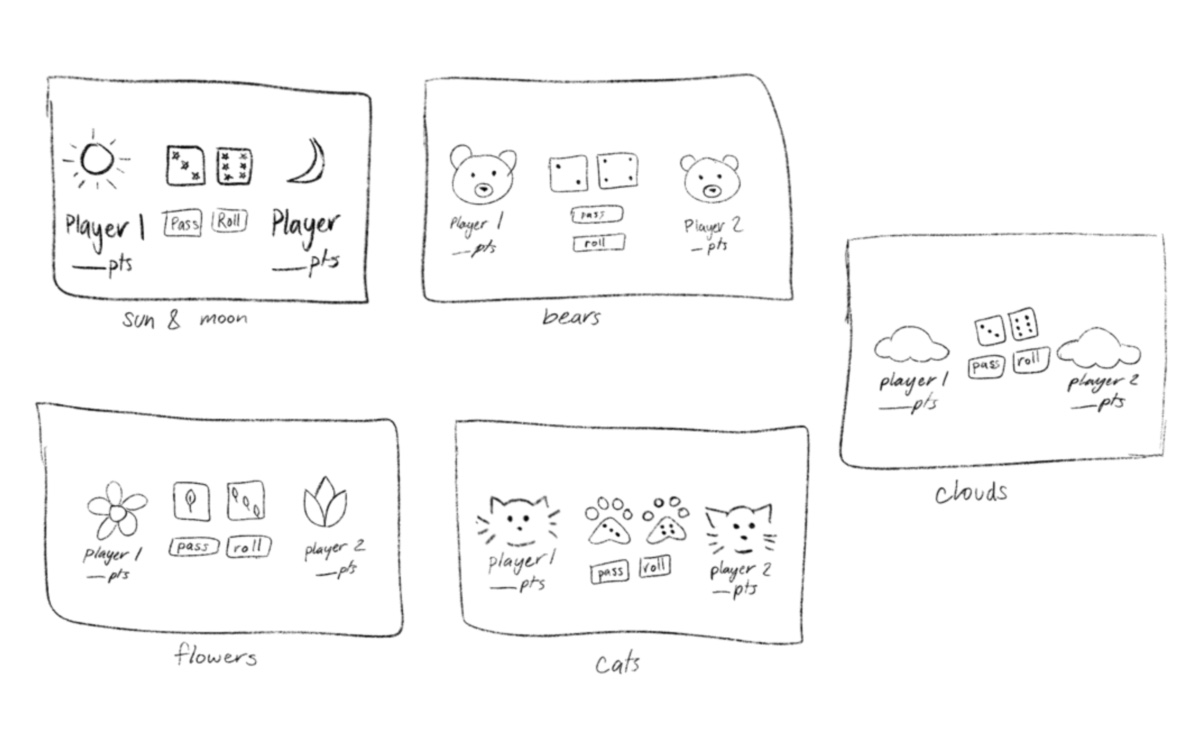 Player 1
Pass Roll
Player
__pts
__pts
sun & moon
Player 1
pass
roll
Player 2
__pts
__pts
bears
pass roll
player 1
player 2
__pts
__pts
clouds
pass roll
player 1
player 2
__pts
__pts
flowers
player 1
pass roll
player 2
__pts
__pts
cats